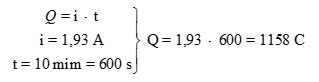 Q = i · t
i = 1,93 A
t = 10 mim = 600 s
Q = 1,93 · 600 = 1158 C